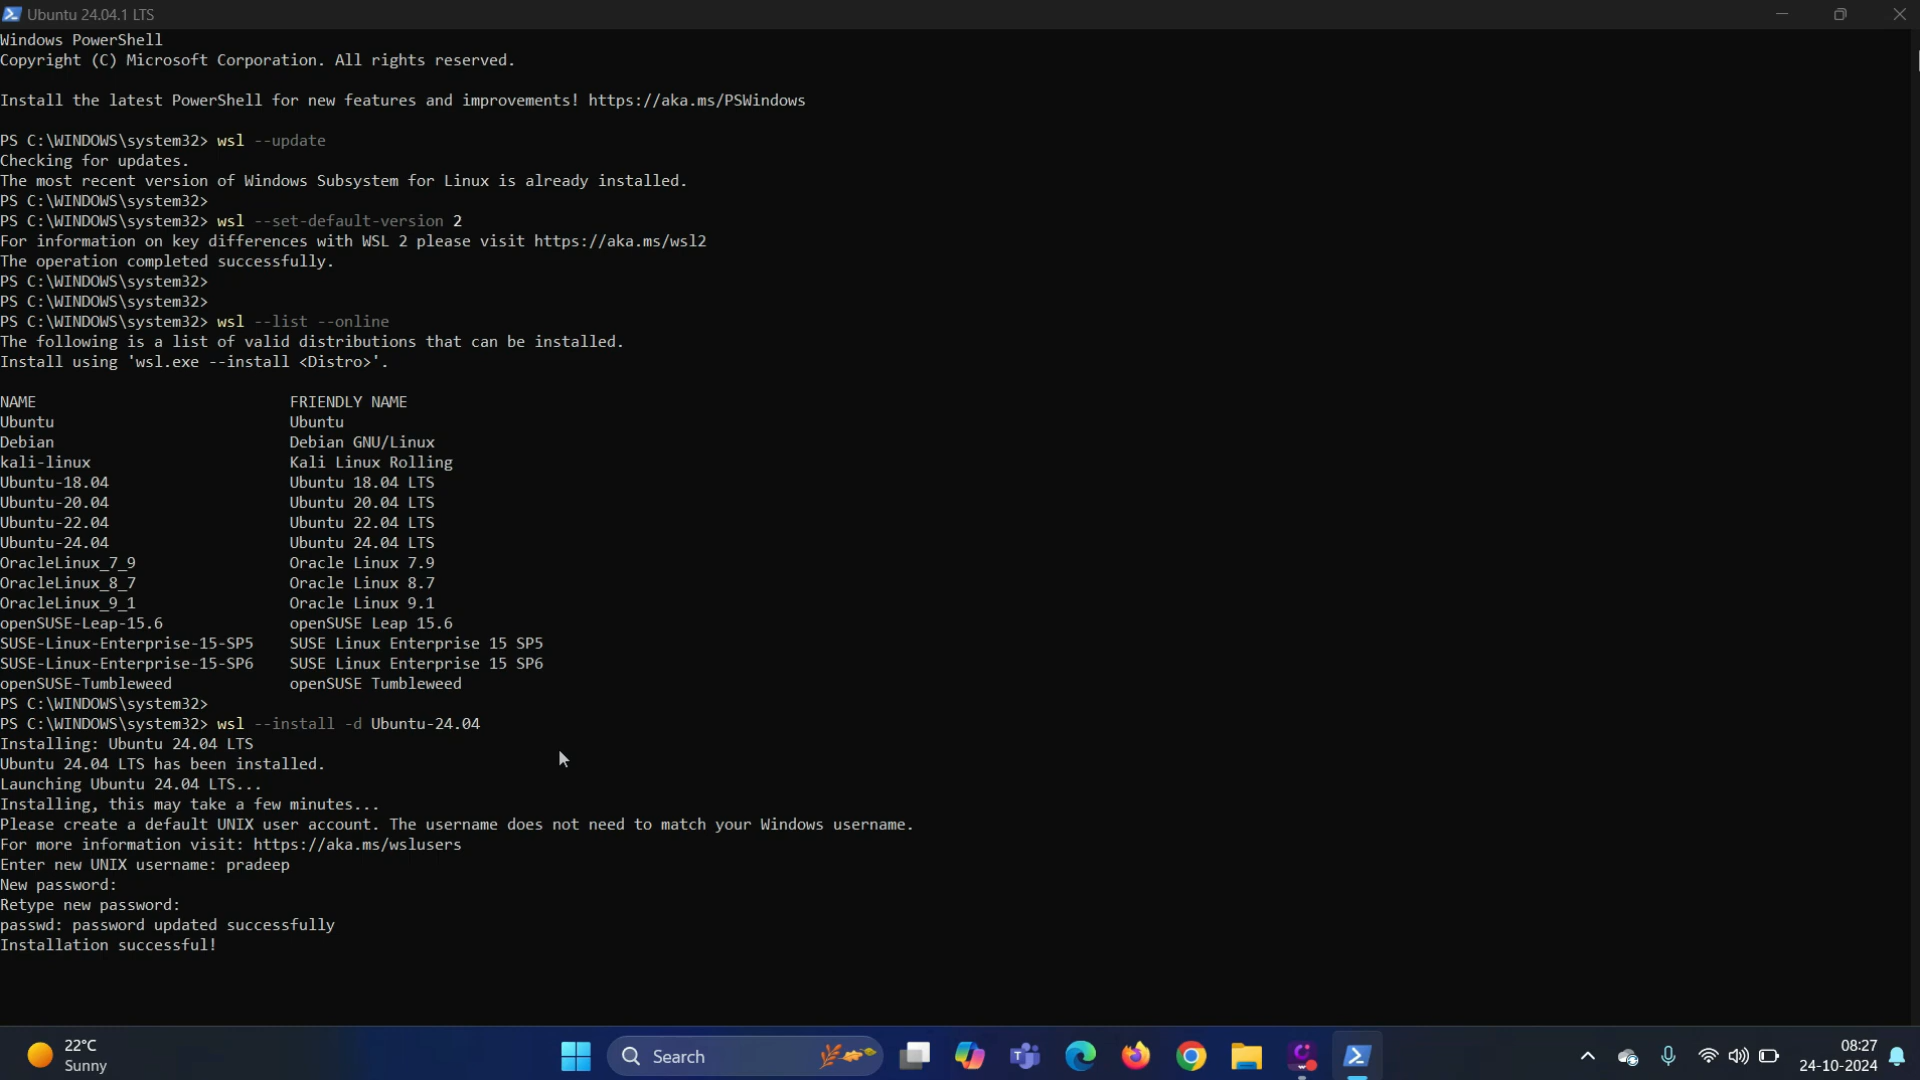 Ubuntu 24.04.1 LTS
Windows PowerShell
Copyright (C) Microsoft Corporation. All rights reserved.
Install the latest PowerShell for new features and improvements! https://aka.ms/PSWindows
PS C:\WINDOWS\system32> wsl --update
Checking for updates.
The most recent version of Windows Subsystem for Linux is already installed.
PS C:\WINDOWS\system32>
PS C:\WINDOWS\system32> wsl --set-default-version 2
For information on key differences with WSL 2 please visit https://aka.ms/wsl2
The operation completed successfully.
PS C:\WINDOWS\system32>
PS C:\WINDOWS\system32>
PS C:\WINDOWS\system32> wsl --list --online
The following is a list of valid distributions that can be installed.
Install using 'wsl.exe --install <Distro>'.
NAME FRIENDLY NAME
Ubuntu Ubuntu
Debian Debian GNU/Linux
kali-linux Kali Linux Rolling
Ubuntu-18.04 Ubuntu 18.04 LTS
Ubuntu-20.04 Ubuntu 20.04 LTS
Ubuntu-22.04 Ubuntu 22.04 LTS
Ubuntu-24.04 Ubuntu 24.04 LTS
OracleLinux_7_9 Oracle Linux 7.9
OracleLinux_8_7 Oracle Linux 8.7
OracleLinux_9_1 Oracle Linux 9.1
openSUSE-Leap-15.6 openSUSE Leap 15.6
SUSE-Linux-Enterprise-15-SP5 SUSE Linux Enterprise 15 SP5
SUSE-Linux-Enterprise-15-SP6 SUSE Linux Enterprise 15 SP6
openSUSE-Tumbleweed openSUSE Tumbleweed
PS C:\WINDOWS\system32>
PS C:\WINDOWS\system32> wsl --install -d Ubuntu-24.04
Installing: Ubuntu 24.04 LTS
Ubuntu 24.04 LTS has been installed.
Launching Ubuntu 24.04 LTS...
Installing, this may take a few minutes...
Please create a default UNIX user account. The username does not need to match your Windows username.
For more information visit: https://aka.ms/wslusers
Enter new UNIX username: pradeep
New password:
Retype new password:
passwd: password updated successfully
Installation successful!
22°C
Sunny
Search
08:27
24-10-2024